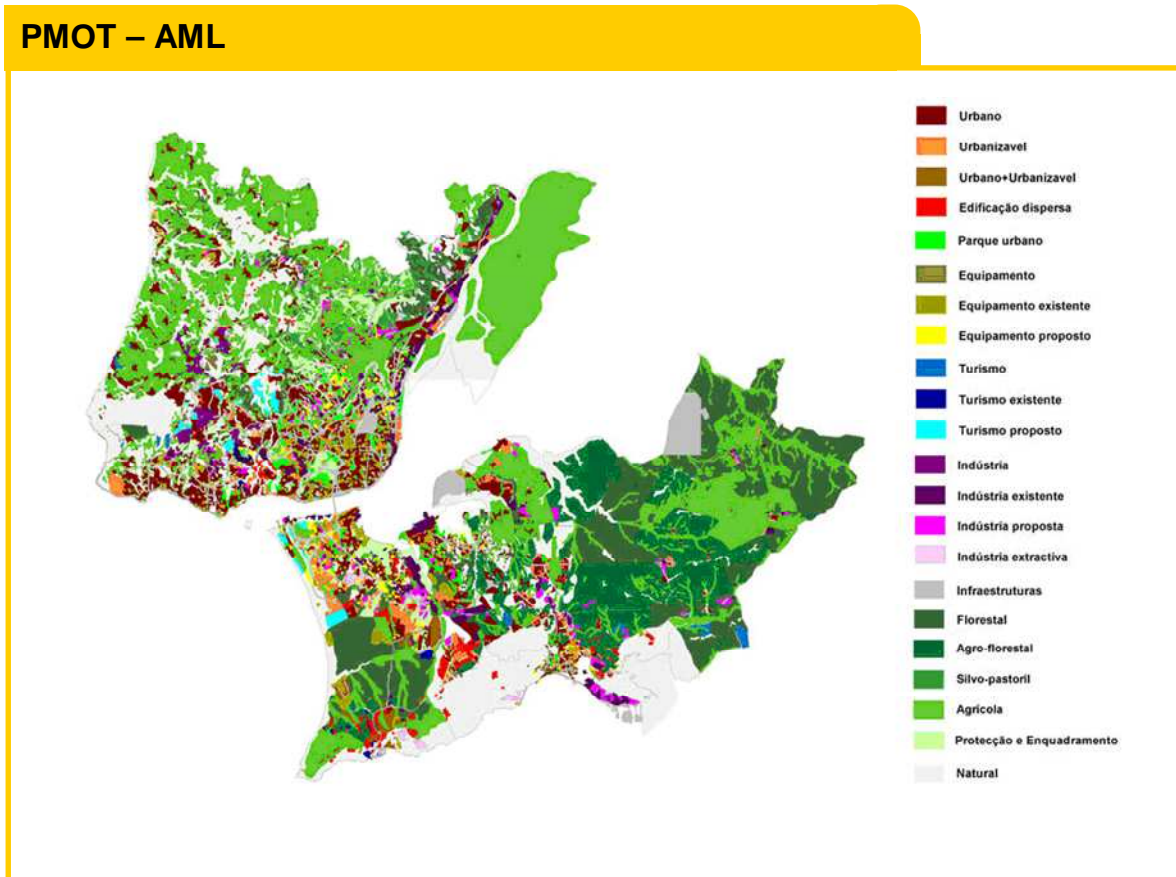 PMOT – AML
Urbano
Urbanizavel
Urbano+Urbanizavel
Edificação dispersa
Parque urbano
Equipamento
Equipamento existente
Equipamento proposto
Turismo
Turismo existente
Turismo proposto
Indústria
Indústria existente
Indústria proposta
Indústria extractiva
Infraestruturas
Florestal
Agro-florestal
Silvo-pastoril
Agrícola
Protecção e Enquadramento
Natural